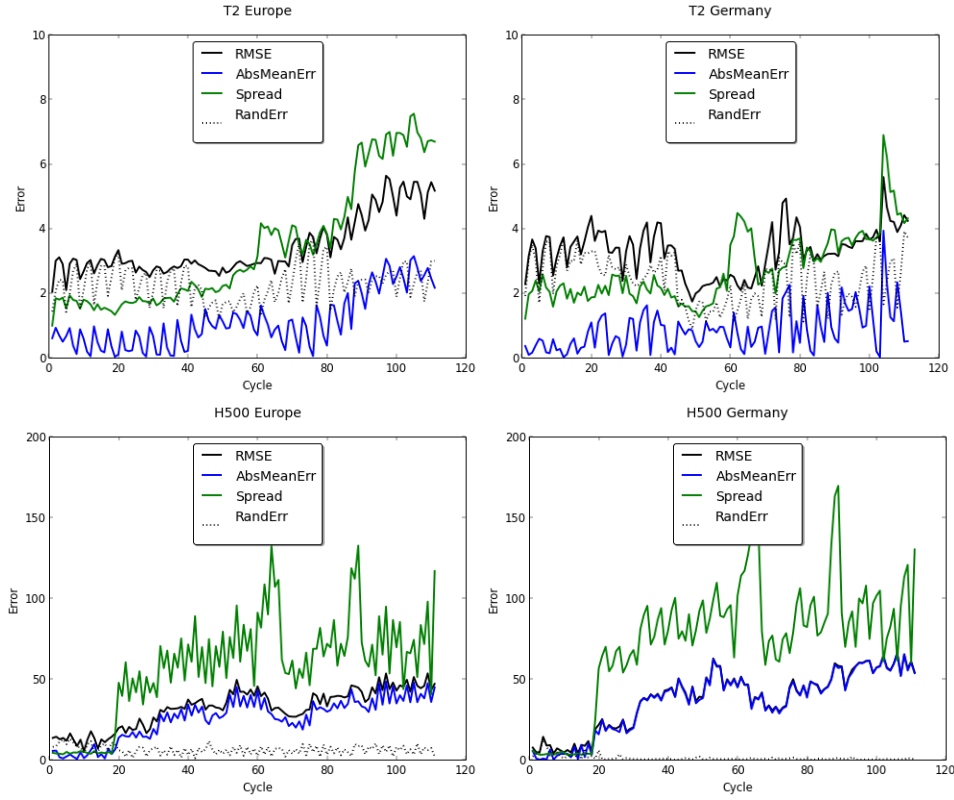 T2 Europe
10
8
6
4
2
0
Error
0 20 40 60 80 100 120
Cycle
RMSE
AbsMeanErr
Spread
RandErr
T2 Germany
10
8
6
4
2
0
Error
0 20 40 60 80 100 120
Cycle
RMSE
AbsMeanErr
Spread
RandErr
H500 Europe
200
150
100
50
0
Error
0 20 40 60 80 100 120
Cycle
RMSE
AbsMeanErr
Spread
RandErr
H500 Germany
200
150
100
50
0
Error
0 20 40 60 80 100 120
Cycle
RMSE
AbsMeanErr
Spread
RandErr